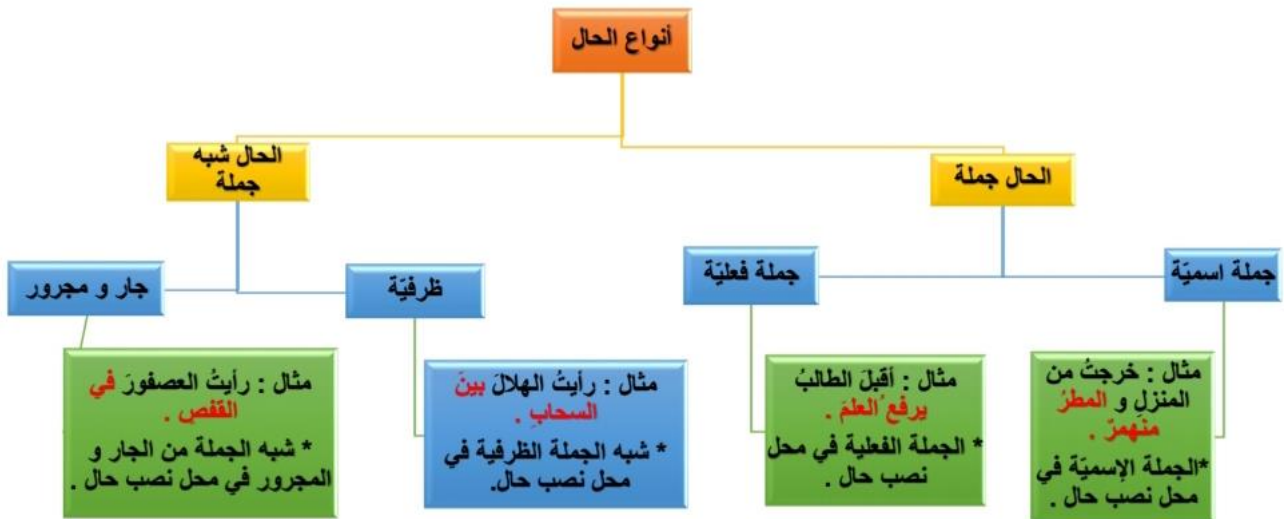 أنواع الحال
الحال جملة
الحال شبه
جملة
جملة اسميّة
جملة فعليّة
ظرفيّة
جار و مجرور
مثال : خرجتُ من
المنزلِ و المطرُ
منهمرٌ .
*الجملة الإسميّة في
محل نصب حال .
مثال : أقبلَ الطالبُ
يرفعُ العلمَ .
* الجملة الفعلية في محل
نصب حال .
مثال : رأيتُ الهلالَ بينَ
السحابِ .
* شبه الجملة الظرفية في
محل نصب حال.
مثال : رأيتُ العصفورَ في
القفصِ .
* شبه الجملة من الجار و
المجرور في محل نصب حال .